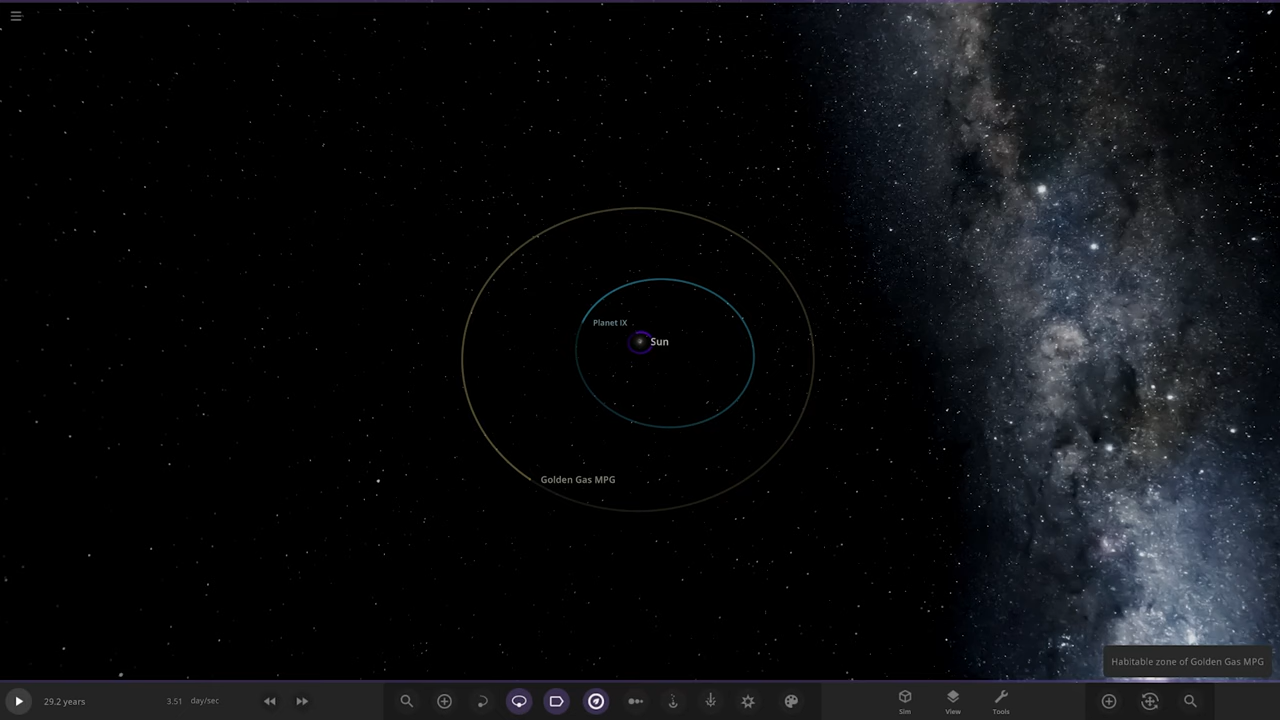 Planet IX
Sun
Golden Gas MPG
Habitable zone of Golden Gas MPG
29.2 years
3.51 day/sec
Sim
View
Tools